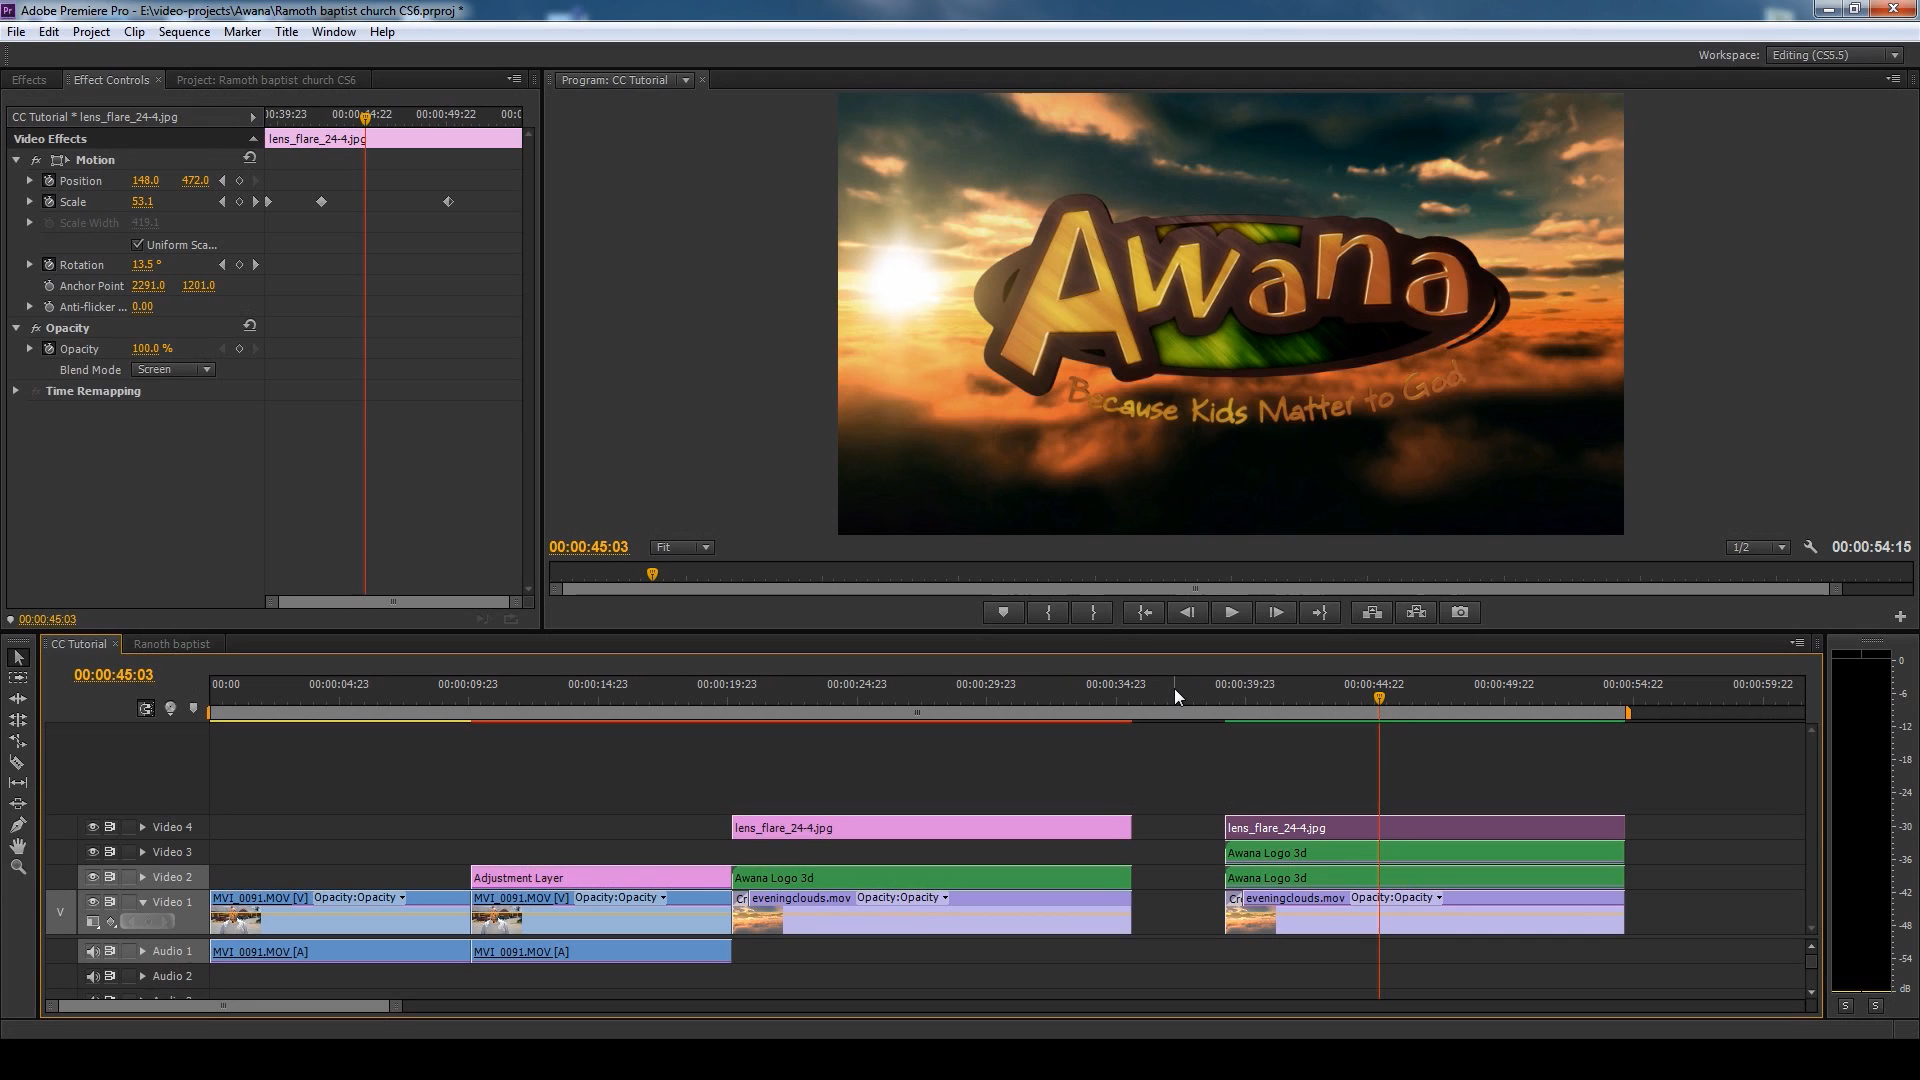 Adobe Premiere Pro - E:\video-projects\Awana\Ramoth baptist church CS6.prproj *
File Edit Project Clip Sequence Marker Title Window Help
Workspace: Editing (CS5.5)
Effects Effect Controls Project: Ramoth baptist church CS6
Program: CC Tutorial
CC Tutorial * lens_flare_24-4.jpg
00:00:44:22 00:00:49:22
Video Effects
lens_flare_24-4.jpg
fx Motion
Position 148.0 472.0
Scale 53.1
Scale Width 419.1
Uniform Sca...
Rotation 13.5 °
Anchor Point 2291.0 1201.0
Anti-flicker ... 0.00
fx Opacity
Opacity 100.0 %
Blend Mode Screen
Time Remapping
00:00:45:03
Awana
Because Kids Matter to God
00:00:45:03 Fit 1/2 00:00:54:15
CC Tutorial Ranoth baptist
00:00:45:03
00:00 00:00:04:23 00:00:09:23 00:00:14:23 00:00:19:23 00:00:24:23 00:00:29:23 00:00:34:23 00:00:39:23 00:00:44:22 00:00:49:22 00:00:54:22 00:00:59:22
Video 4 lens_flare_24-4.jpg lens_flare_24-4.jpg
Video 3 Awana Logo 3d
Video 2 Adjustment Layer Awana Logo 3d Awana Logo 3d
V Video 1 MVI_0091.MOV [V] Opacity:Opacity MVI_0091.MOV [V] Opacity:Opacity Cr eveningclouds.mov Opacity:Opacity Cr eveningclouds.mov Opacity:Opacity
Audio 1 MVI_0091.MOV [A] MVI_0091.MOV [A]
Audio 2
0
-6
-12
-18
-24
-30
-36
-42
-48
-54
dB
S S